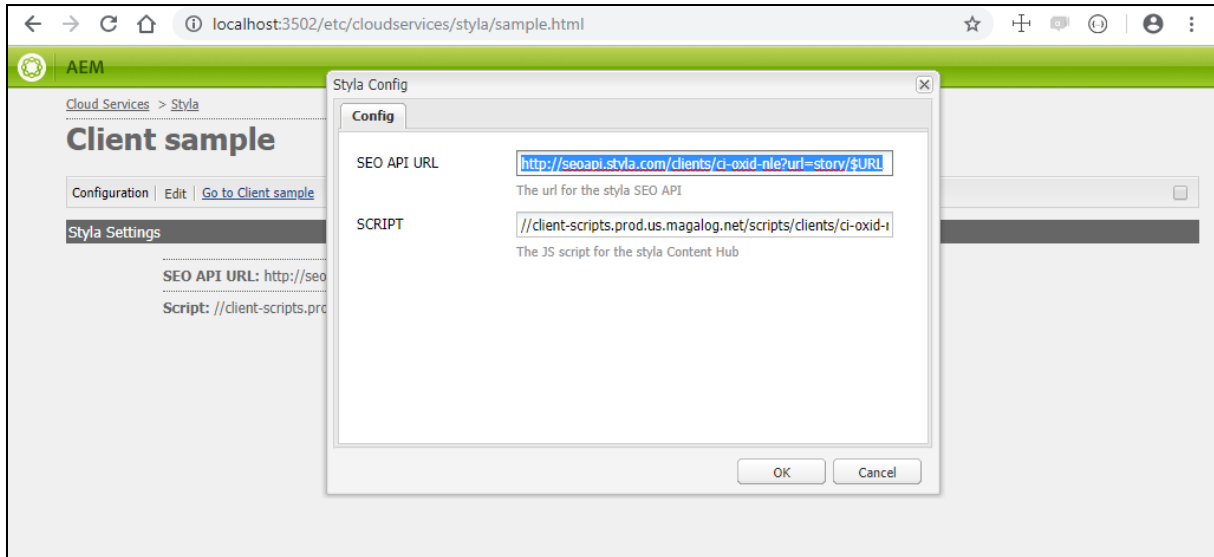 localhost:3502/etc/cloudservices/styla/sample.html
AEM
Cloud Services > Styla
Client sample
Configuration Edit Go to Client sample
Styla Settings
SEO API URL: http://seo
Script: //client-scripts.pro
Styla Config
Config
SEO API URL http://seoapi.styla.com/clients/ci-oxid-nle?url=story/$URL
The url for the styla SEO API
SCRIPT //client-scripts.prod.us.magalog.net/scripts/clients/ci-oxid-
The JS script for the styla Content Hub
OK Cancel